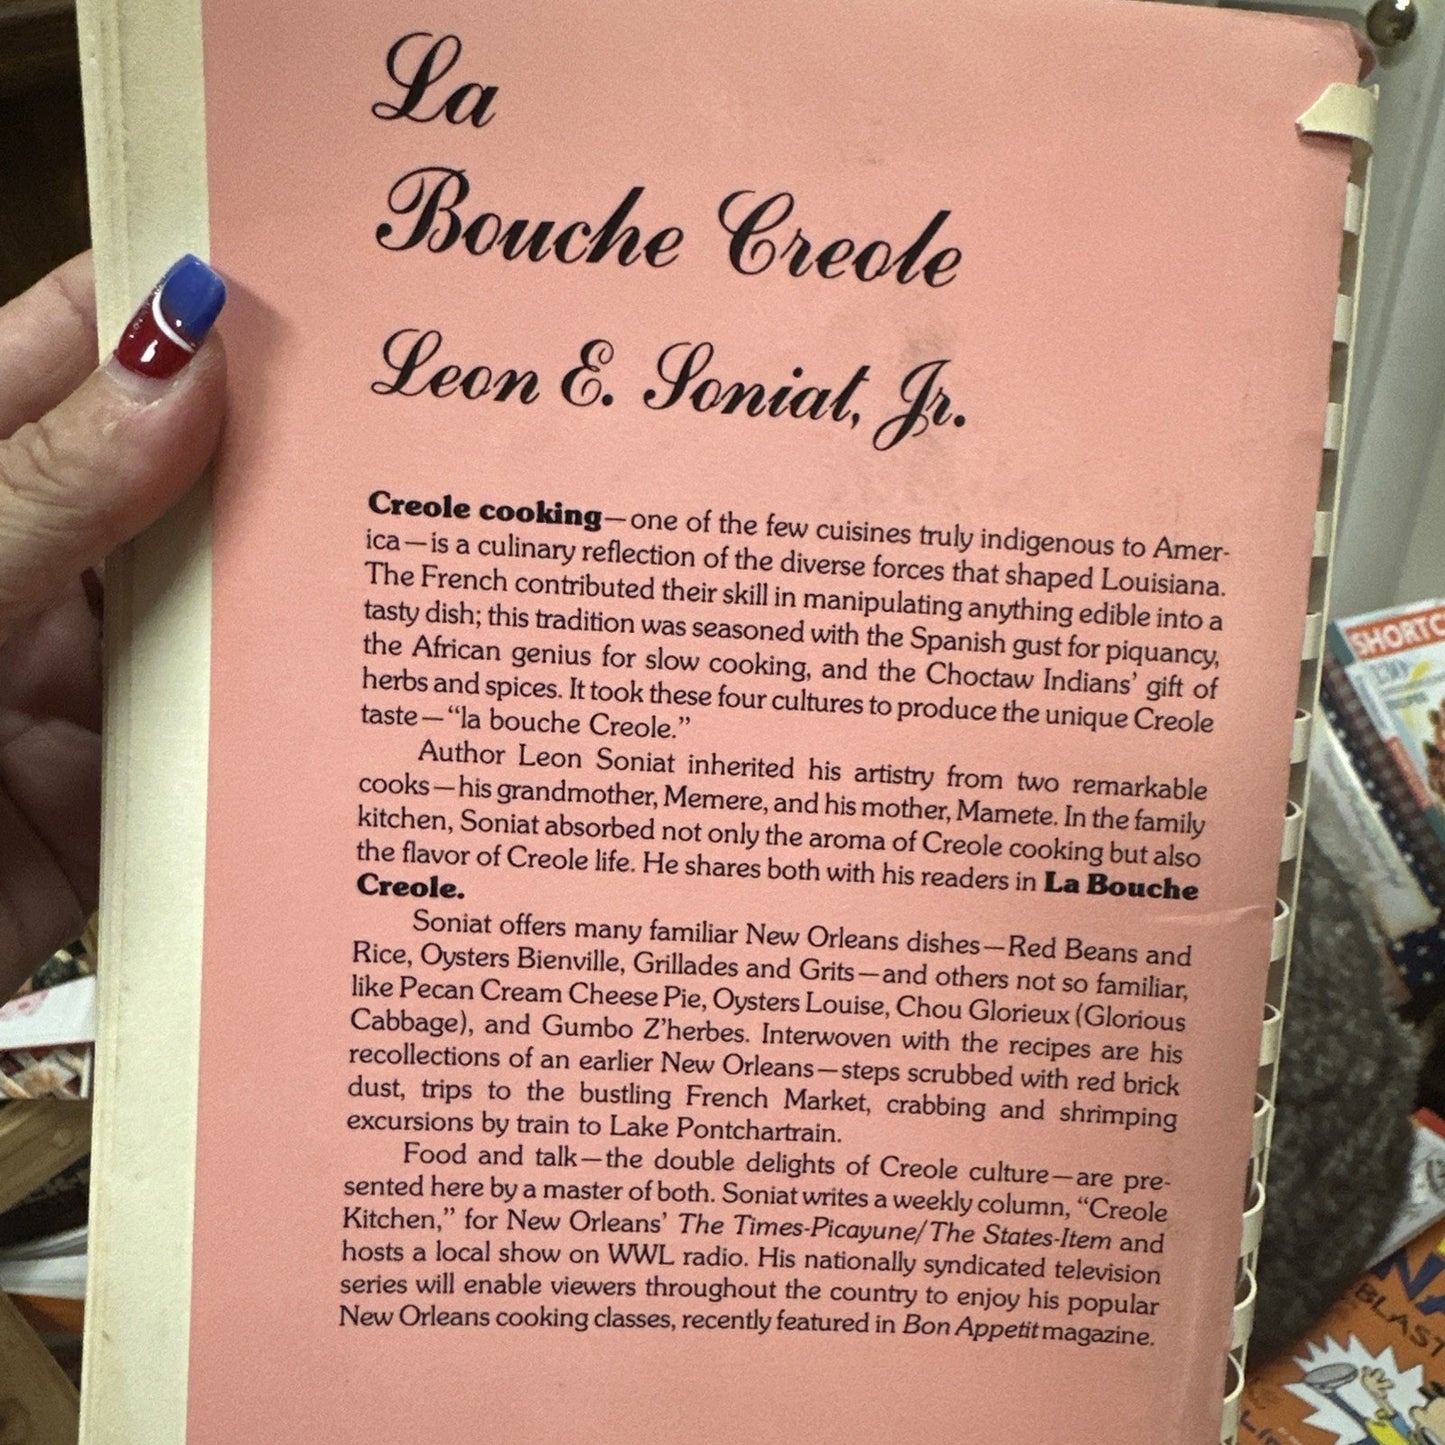 La
Bouche Creole
Leon E. Soniat, Jr.
Creole cooking—one of the few cuisines truly indigenous to Amer-
ica—is a culinary reflection of the diverse forces that shaped Louisiana.
The French contributed their skill in manipulating anything edible into a
tasty dish; this tradition was seasoned with the Spanish gust for piquancy,
the African genius for slow cooking, and the Choctaw Indians' gift of
herbs and spices. It took these four cultures to produce the unique Creole
taste—"la bouche Creole."
Author Leon Soniat inherited his artistry from two remarkable
cooks—his grandmother, Memere, and his mother, Mamete. In the family
kitchen, Soniat absorbed not only the aroma of Creole cooking but also
the flavor of Creole life. He shares both with his readers in La Bouche
Creole.
Soniat offers many familiar New Orleans dishes—Red Beans and
Rice, Oysters Bienville, Grillades and Grits—and others not so familiar,
like Pecan Cream Cheese Pie, Oysters Louise, Chou Glorieux (Glorious
Cabbage), and Gumbo Z'herbes. Interwoven with the recipes are his
recollections of an earlier New Orleans—steps scrubbed with red brick
dust, trips to the bustling French Market, crabbing and shrimping
excursions by train to Lake Pontchartrain.
Food and talk—the double delights of Creole culture—are pre-
sented here by a master of both. Soniat writes a weekly column, "Creole
Kitchen," for New Orleans' The Times-Picayune/The States-Item and
hosts a local show on WWL radio. His nationally syndicated television
series will enable viewers throughout the country to enjoy his popular
New Orleans cooking classes, recently featured in Bon Appetit magazine.
SHORTC
BLAST